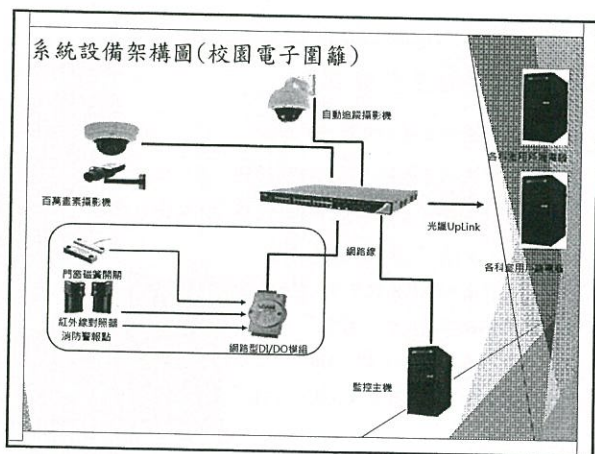 系統設備架構圖(校園電子圍籬)
自動追蹤攝影機
百萬畫素攝影機
光纖UpLink
網路線
門窗磁簧開關
紅外線對照器
消防警報點
網路型DI/DO模組
監控主機